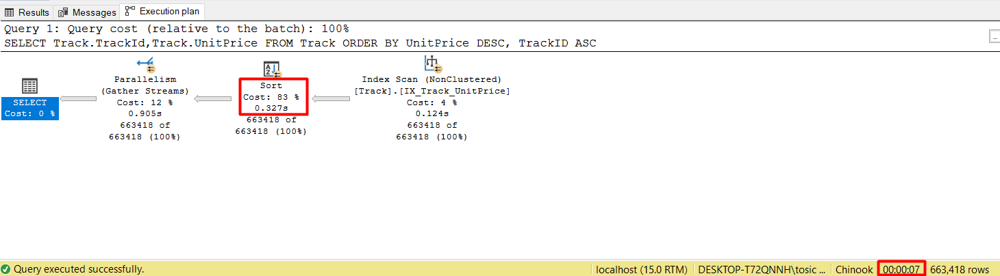 Results Messages Execution plan
Query 1: Query cost (relative to the batch): 100%
SELECT Track.TrackId,Track.UnitPrice FROM Track ORDER BY UnitPrice DESC, TrackID ASC
SELECT
Cost: 0 %
Parallelism
(Gather Streams)
Cost: 12 %
0.905s
663418 of
663418 (100%)
Sort
Cost: 83 %
0.327s
663418 of
663418 (100%)
Index Scan (NonClustered)
[Track].[IX_Track_UnitPrice]
Cost: 4 %
0.124s
663418 of
663418 (100%)
Query executed successfully. localhost (15.0 RTM) DESKTOP-T72QNNH\tosic ... Chinook 00:00:07 663,418 rows